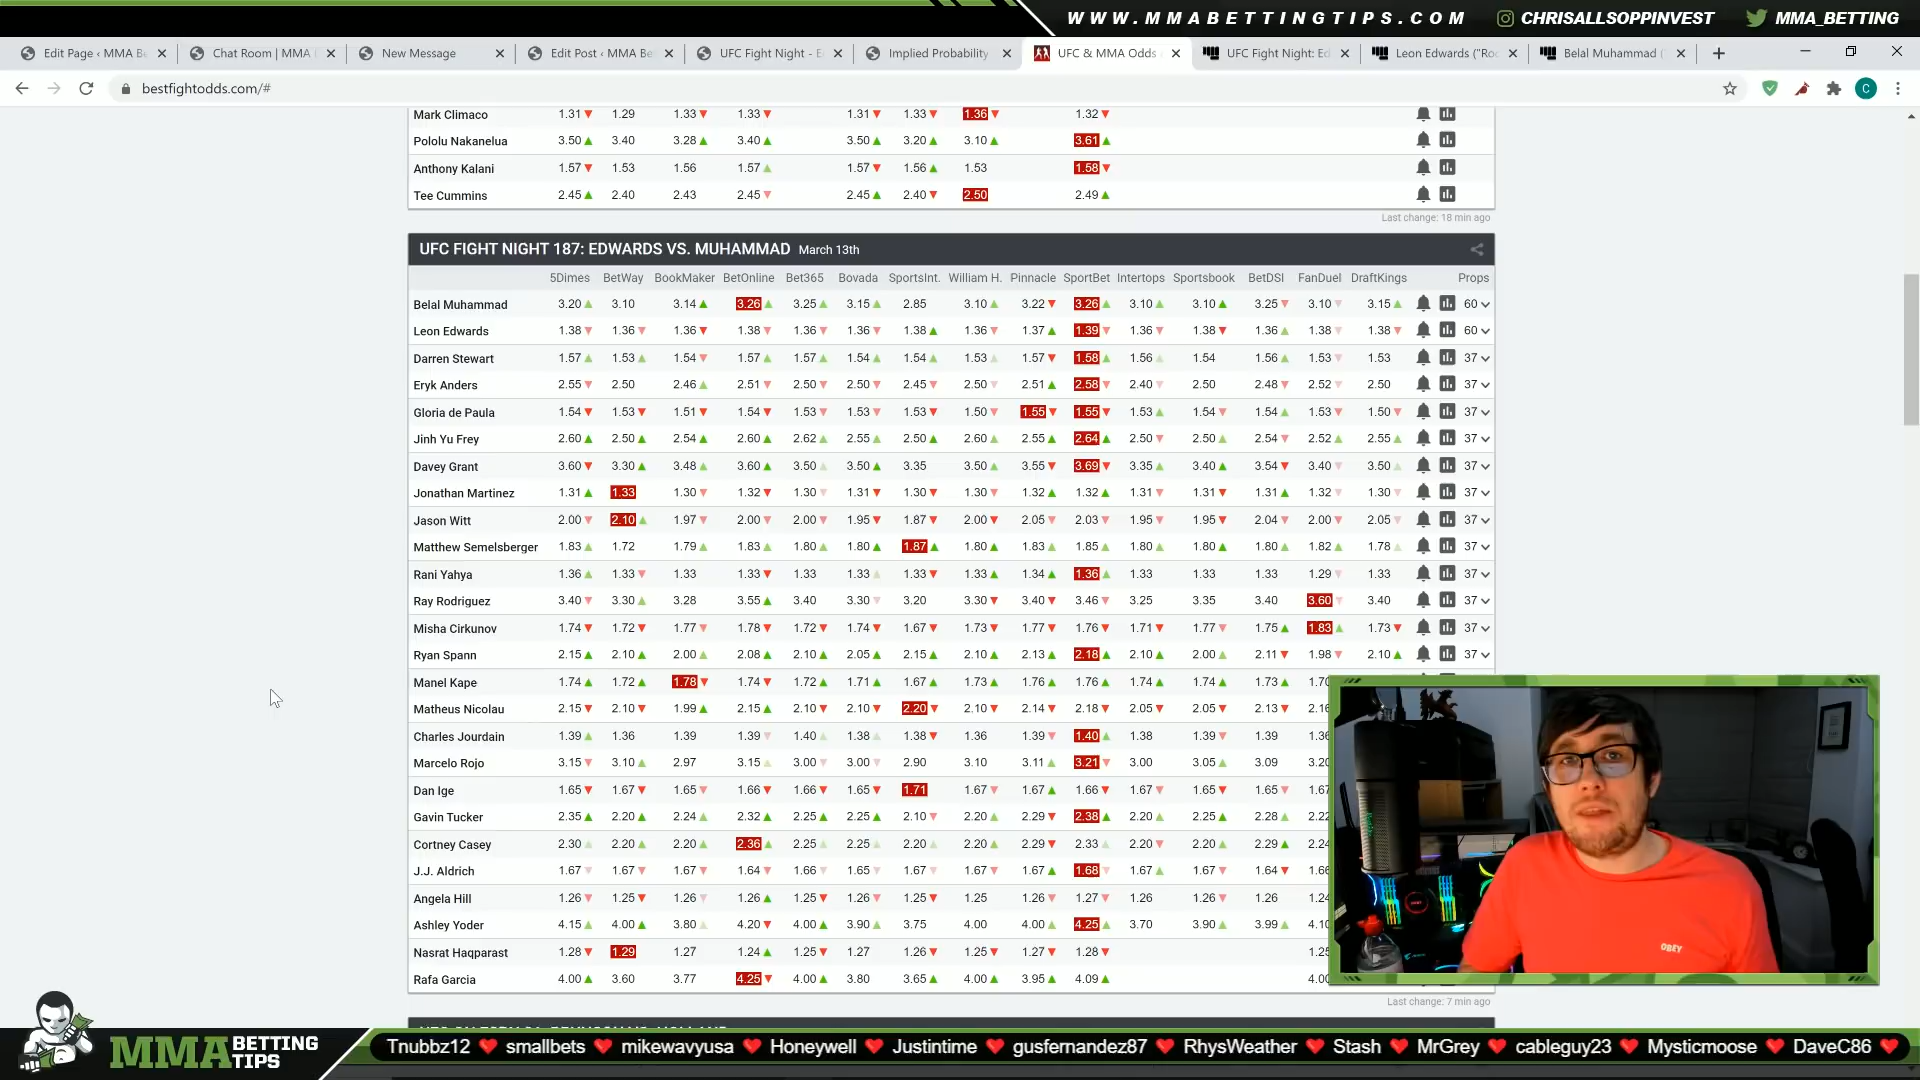 WWW.MMABETTINGTIPS.COM CHRISALLSOPPINVEST MMA_BETTING
Edit Page ‹ MMA Be Chat Room | MMA New Message Edit Post ‹ MMA Be UFC Fight Night - E Implied Probability UFC & MMA Odds UFC Fight Night: Ed Leon Edwards ("Roc Belal Muhammad (
bestfightodds.com/# C
Mark Climaco 1.31▼ 1.29 1.33▼ 1.33▼ 1.31▼ 1.33▼ 1.36▼ 1.32▼
Pololu Nakanelua 3.50▲ 3.40 3.28▲ 3.40▲ 3.50▲ 3.20▲ 3.10▲ 3.61▲
Anthony Kalani 1.57▼ 1.53 1.56 1.57▲ 1.57▼ 1.56▲ 1.53 1.58▼
Tee Cummins 2.45▲ 2.40 2.43 2.45▼ 2.45▲ 2.40▼ 2.50 2.49▲
Last change: 18 min ago
UFC FIGHT NIGHT 187: EDWARDS VS. MUHAMMAD March 13th
5Dimes BetWay BookMaker BetOnline Bet365 Bovada SportsInt. William H. Pinnacle SportBet Intertops Sportsbook BetDSI FanDuel DraftKings Props
Belal Muhammad 3.20▲ 3.10 3.14▲ 3.26▲ 3.25▲ 3.15▲ 2.85 3.10▲ 3.22▼ 3.26▲ 3.10▲ 3.10▲ 3.25▼ 3.10▼ 3.15▲ 60
Leon Edwards 1.38▼ 1.36▼ 1.36▼ 1.38▼ 1.36▼ 1.36▼ 1.38▲ 1.36▼ 1.37▲ 1.39▼ 1.36▼ 1.38▼ 1.36▲ 1.38▼ 1.38▼ 60
Darren Stewart 1.57▲ 1.53▲ 1.54▼ 1.57▲ 1.57▲ 1.54▲ 1.54▲ 1.53▲ 1.57▼ 1.58▲ 1.56▲ 1.54 1.56▲ 1.53▼ 1.53 37
Eryk Anders 2.55▼ 2.50 2.46▲ 2.51▼ 2.50▼ 2.50▼ 2.45▼ 2.50▼ 2.51▲ 2.58▼ 2.40▼ 2.50 2.48▼ 2.52▼ 2.50 37
Gloria de Paula 1.54▼ 1.53▼ 1.51▼ 1.54▼ 1.53▼ 1.53▼ 1.53▼ 1.50▼ 1.55▼ 1.55▼ 1.53▲ 1.54▼ 1.54▲ 1.53▼ 1.50▼ 37
Jinh Yu Frey 2.60▲ 2.50▲ 2.54▲ 2.60▲ 2.62▲ 2.55▲ 2.50▲ 2.60▲ 2.55▲ 2.64▲ 2.50▼ 2.50▲ 2.54▼ 2.52▲ 2.55▲ 37
Davey Grant 3.60▼ 3.30▲ 3.48▲ 3.60▲ 3.50▲ 3.50▲ 3.35 3.50▲ 3.55▼ 3.69▼ 3.35▲ 3.40▲ 3.54▼ 3.40▼ 3.50▲ 37
Jonathan Martinez 1.31▲ 1.33 1.30▼ 1.32▼ 1.30▼ 1.31▼ 1.30▼ 1.30▼ 1.32▲ 1.32▲ 1.31▼ 1.31▼ 1.31▲ 1.32▼ 1.30▼ 37
Jason Witt 2.00▼ 2.10▲ 1.97▼ 2.00▼ 2.00▼ 1.95▼ 1.87▼ 2.00▼ 2.05▼ 2.03▼ 1.95▼ 1.95▼ 2.04▼ 2.00▼ 2.05▼ 37
Matthew Semelsberger 1.83▲ 1.72 1.79▲ 1.83▲ 1.80▲ 1.80▲ 1.87▲ 1.80▲ 1.83▲ 1.85▲ 1.80▲ 1.80▲ 1.80▲ 1.82▲ 1.78▲ 37
Rani Yahya 1.36▲ 1.33▼ 1.33 1.33▼ 1.33 1.33▲ 1.33▼ 1.33▲ 1.34▲ 1.36▲ 1.33 1.33 1.33 1.29▼ 1.33 37
Ray Rodriguez 3.40▼ 3.30▲ 3.28 3.55▲ 3.40 3.30▼ 3.20 3.30▼ 3.40▼ 3.46▼ 3.25 3.35 3.40 3.60▼ 3.40 37
Misha Cirkunov 1.74▼ 1.72▼ 1.77▼ 1.78▼ 1.72▼ 1.74▼ 1.67▼ 1.73▼ 1.77▼ 1.76▼ 1.71▼ 1.77▼ 1.75▲ 1.83▲ 1.73▼ 37
Ryan Spann 2.15▲ 2.10▲ 2.00▲ 2.08▲ 2.10▲ 2.05▲ 2.15▲ 2.10▲ 2.13▲ 2.18▲ 2.10▲ 2.00▲ 2.11▼ 1.98▼ 2.10▲ 37
Manel Kape 1.74▲ 1.72▲ 1.78▼ 1.74▼ 1.72▲ 1.71▲ 1.67▲ 1.73▲ 1.76▲ 1.76▲ 1.74▲ 1.74▲ 1.73▲ 1.70
Matheus Nicolau 2.15▼ 2.10▼ 1.99▲ 2.15▲ 2.10▼ 2.10▼ 2.20▼ 2.10▼ 2.14▼ 2.18▼ 2.05▼ 2.05▼ 2.13▼ 2.16
Charles Jourdain 1.39▲ 1.36 1.39 1.39▼ 1.40▲ 1.38▲ 1.38▼ 1.36 1.39▼ 1.40▲ 1.38 1.39▼ 1.39 1.36
Marcelo Rojo 3.15▼ 3.10▲ 2.97 3.15▲ 3.00▼ 3.00▼ 2.90 3.10 3.11▲ 3.21▼ 3.00 3.05▲ 3.09 3.20
Dan Ige 1.65▼ 1.67▼ 1.65▼ 1.66▼ 1.66▼ 1.65▼ 1.71 1.67▼ 1.67▲ 1.66▼ 1.67▼ 1.65▼ 1.65▼ 1.67
Gavin Tucker 2.35▲ 2.20▲ 2.24▲ 2.32▲ 2.25▲ 2.25▲ 2.10▼ 2.20▲ 2.29▼ 2.38▲ 2.20▲ 2.25▲ 2.28▲ 2.22
Cortney Casey 2.30▲ 2.20▲ 2.20▲ 2.36▲ 2.25▲ 2.25▲ 2.20▲ 2.20▲ 2.29▼ 2.33▲ 2.20▼ 2.20▲ 2.29▲ 2.24
J.J. Aldrich 1.67▼ 1.67▼ 1.67▼ 1.64▼ 1.66▼ 1.65▼ 1.67▼ 1.67▼ 1.67▲ 1.68▼ 1.67▲ 1.67▼ 1.64▼ 1.66
Angela Hill 1.26▼ 1.25▼ 1.26▼ 1.26▲ 1.25▼ 1.26▼ 1.25▼ 1.25 1.26▼ 1.27▼ 1.26 1.26▼ 1.26 1.24
Ashley Yoder 4.15▲ 4.00▲ 3.80▲ 4.20▼ 4.00▲ 3.90▲ 3.75 4.00 4.00▲ 4.25▲ 3.70 3.90▲ 3.99▲ 4.10
Nasrat Haqparast 1.28▼ 1.29 1.27 1.24▲ 1.25▼ 1.27 1.26▼ 1.25▼ 1.27▼ 1.28▼ 1.25
Rafa Garcia 4.00▲ 3.60 3.77 4.25▼ 4.00▲ 3.80 3.65▲ 4.00▲ 3.95▲ 4.09▲ 4.00
Last change: 7 min ago
OBEY
MMA BETTING TIPS
Tnubbz12 smallbets mikewavyusa Honeywell Justintime gusfernandez87 RhysWeather Stash MrGrey cableguy23 Mysticmoose DaveC86